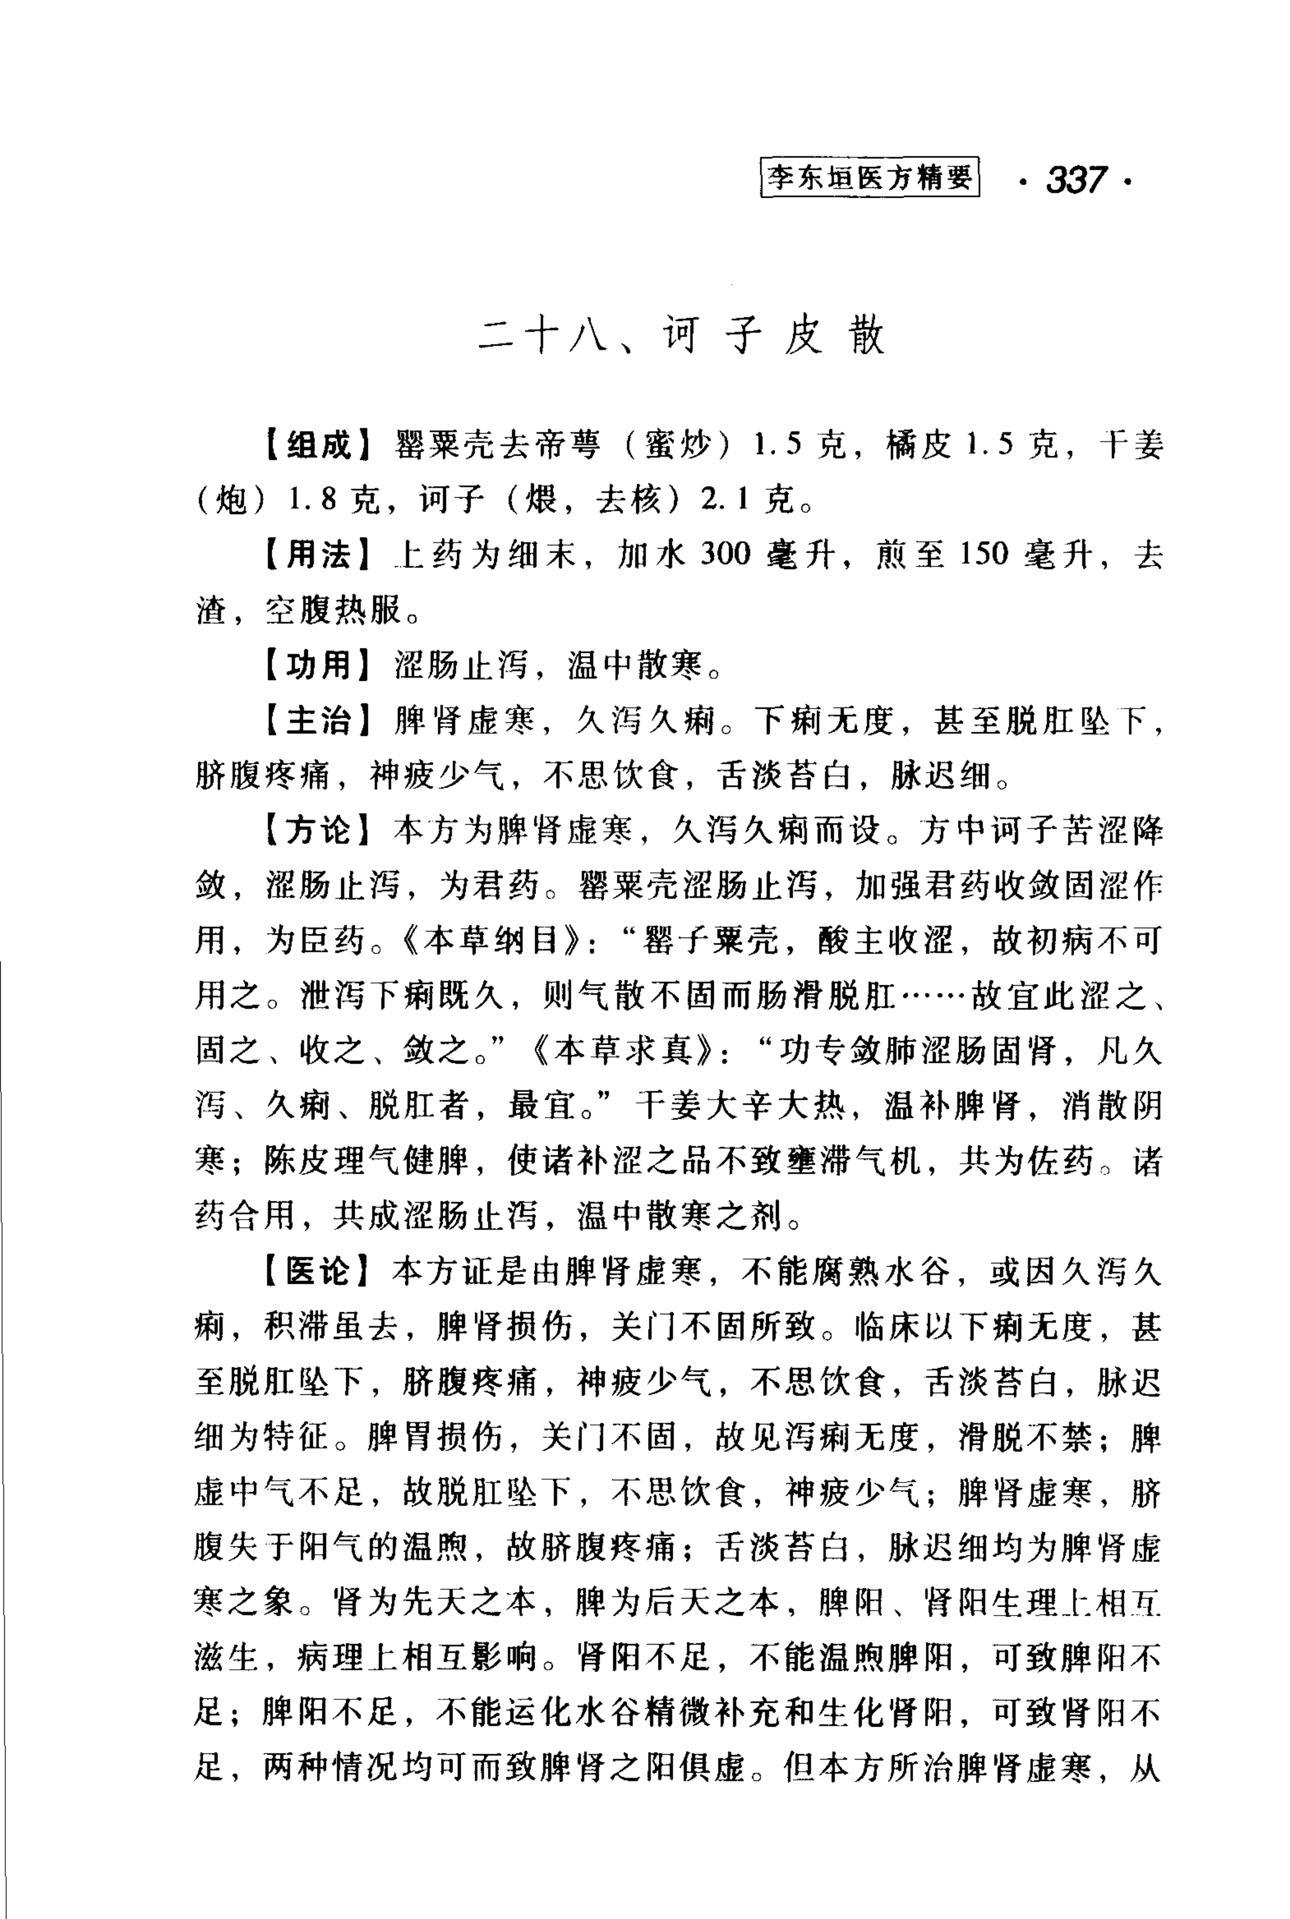 李东垣医方精要 · 337 ·
二十八、诃子皮散
【组成】罂粟壳去帝萼（蜜炒）1.5 克，橘皮 1.5 克，干姜
（炮）1.8 克，诃子（煨，去核）2.1 克。
【用法】上药为细末，加水 300 毫升，煎至 150 毫升，去
渣，空腹热服。
【功用】涩肠止泻，温中散寒。
【主治】脾肾虚寒，久泻久痢。下痢无度，甚至脱肛坠下，
脐腹疼痛，神疲少气，不思饮食，舌淡苔白，脉迟细。
【方论】本方为脾肾虚寒，久泻久痢而设。方中诃子苦涩降
敛，涩肠止泻，为君药。罂粟壳涩肠止泻，加强君药收敛固涩作
用，为臣药。《本草纲目》：“罂子粟壳，酸主收涩，故初病不可
用之。泄泻下痢既久，则气散不固而肠滑脱肛……故宜此涩之、
固之、收之、敛之。”《本草求真》：“功专敛肺涩肠固肾，凡久
泻、久痢、脱肛者，最宜。”干姜大辛大热，温补脾肾，消散阴
寒；陈皮理气健脾，使诸补涩之品不致壅滞气机，共为佐药。诸
药合用，共成涩肠止泻，温中散寒之剂。
【医论】本方证是由脾肾虚寒，不能腐熟水谷，或因久泻久
痢，积滞虽去，脾肾损伤，关门不固所致。临床以下痢无度，甚
至脱肛坠下，脐腹疼痛，神疲少气，不思饮食，舌淡苔白，脉迟
细为特征。脾胃损伤，关门不固，故见泻痢无度，滑脱不禁；脾
虚中气不足，故脱肛坠下，不思饮食，神疲少气；脾肾虚寒，脐
腹失于阳气的温煦，故脐腹疼痛；舌淡苔白，脉迟细均为脾肾虚
寒之象。肾为先天之本，脾为后天之本，脾阳、肾阳生理上相互
滋生，病理上相互影响。肾阳不足，不能温煦脾阳，可致脾阳不
足；脾阳不足，不能运化水谷精微补充和生化肾阳，可致肾阳不
足，两种情况均可而致脾肾之阳俱虚。但本方所治脾肾虚寒，从